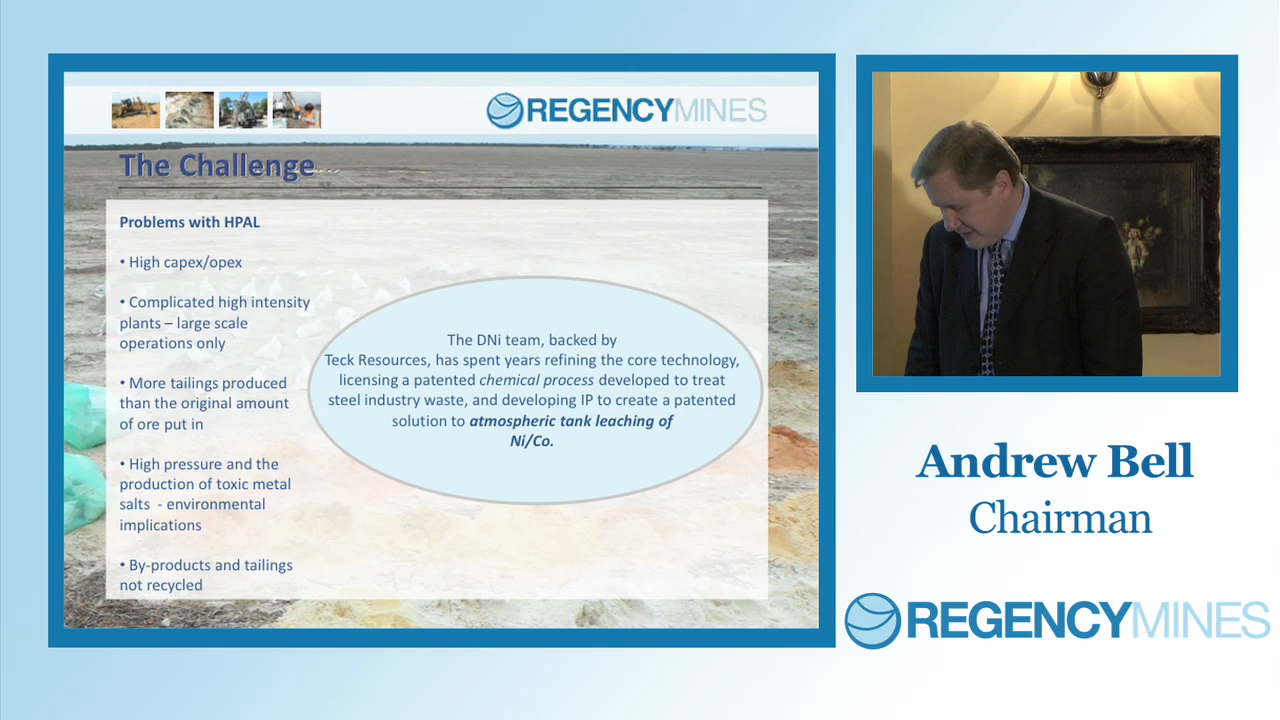 REGENCYMINES
The Challenge
Problems with HPAL
• High capex/opex
• Complicated high intensity
plants – large scale
operations only
• More tailings produced
than the original amount
of ore put in
• High pressure and the
production of toxic metal
salts - environmental
implications
• By-products and tailings
not recycled
The DNi team, backed by
Teck Resources, has spent years refining the core technology,
licensing a patented chemical process developed to treat
steel industry waste, and developing IP to create a patented
solution to atmospheric tank leaching of
Ni/Co.
Andrew Bell
Chairman
REGENCYMINES